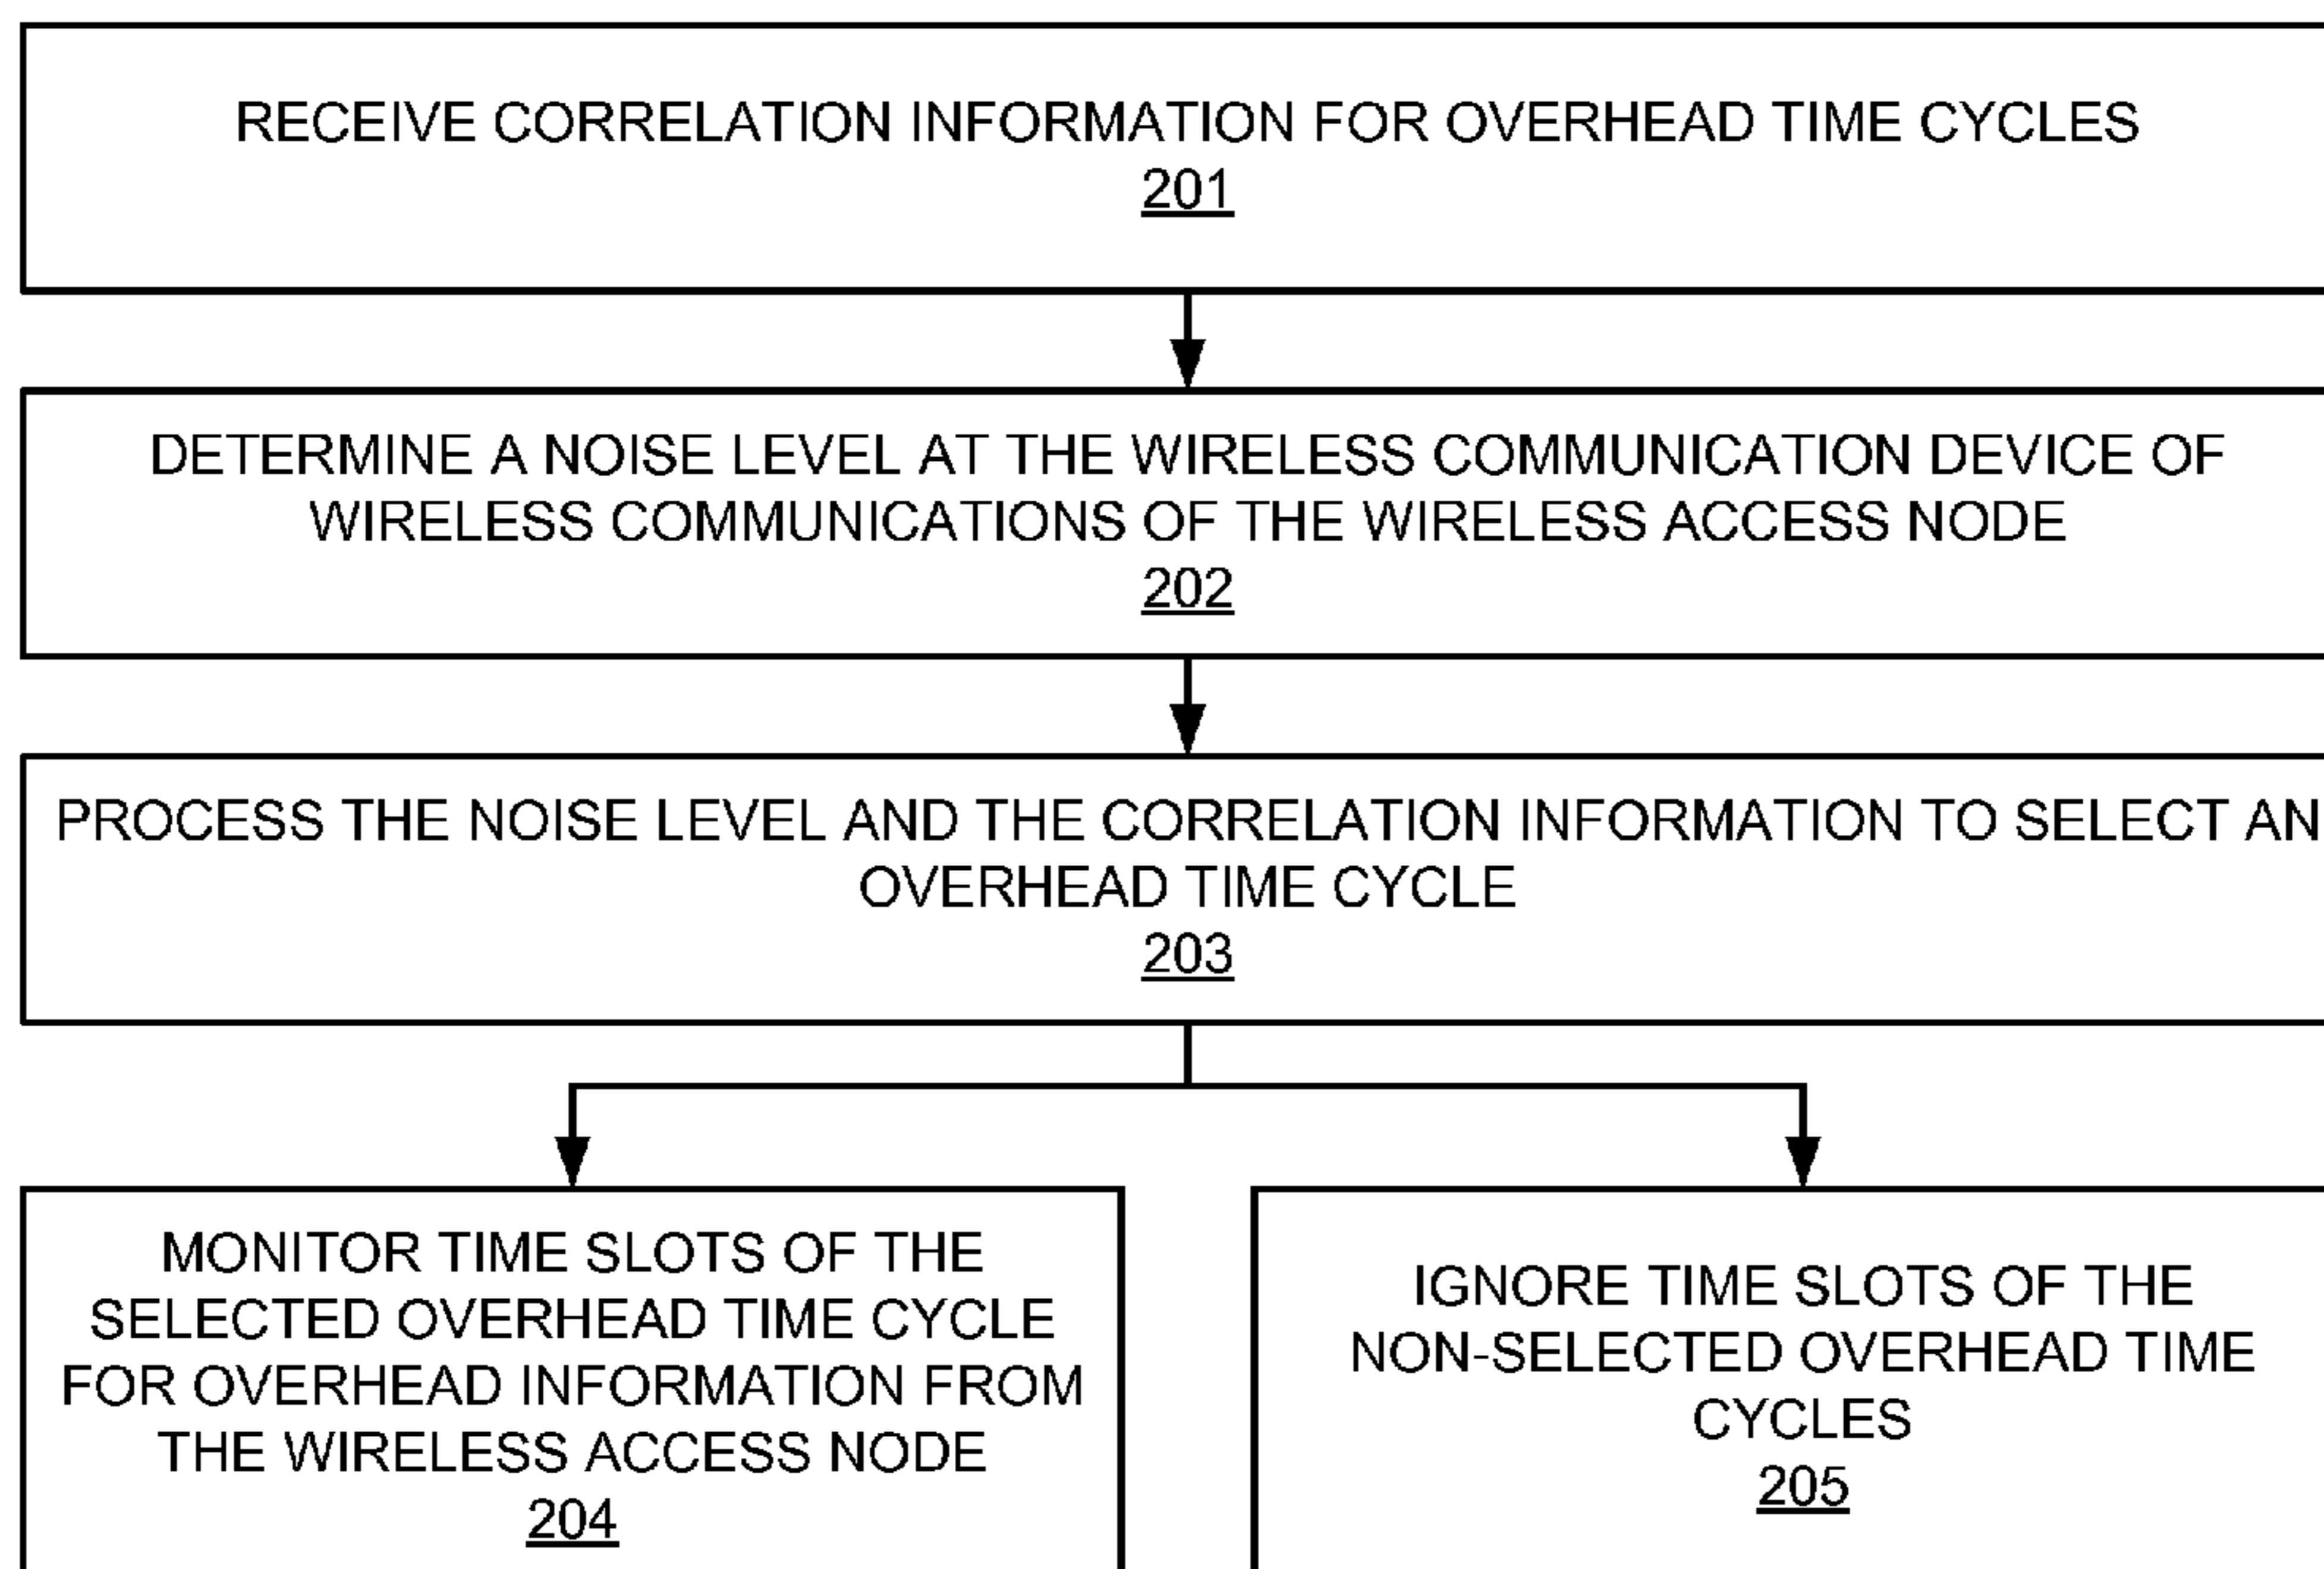 RECEIVE CORRELATION INFORMATION FOR OVERHEAD TIME CYCLES
201
DETERMINE A NOISE LEVEL AT THE WIRELESS COMMUNICATION DEVICE OF
WIRELESS COMMUNICATIONS OF THE WIRELESS ACCESS NODE
202
PROCESS THE NOISE LEVEL AND THE CORRELATION INFORMATION TO SELECT AN
OVERHEAD TIME CYCLE
203
MONITOR TIME SLOTS OF THE
SELECTED OVERHEAD TIME CYCLE
FOR OVERHEAD INFORMATION FROM
THE WIRELESS ACCESS NODE
204
IGNORE TIME SLOTS OF THE
NON-SELECTED OVERHEAD TIME
CYCLES
205